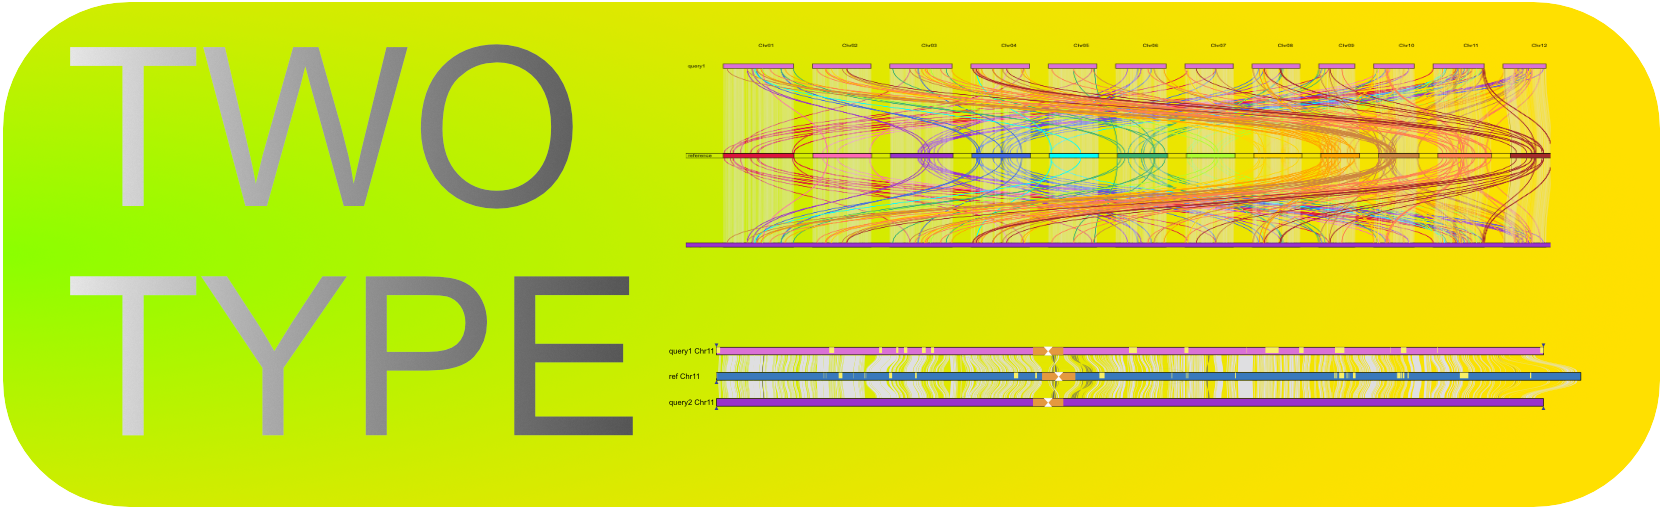 TWO
TYPE
Chr01 Chr02 Chr03 Chr04 Chr05 Chr06 Chr07 Chr08 Chr09 Chr10 Chr11 Chr12
query1
reference
query1 Chr11
ref Chr11
query2 Chr11